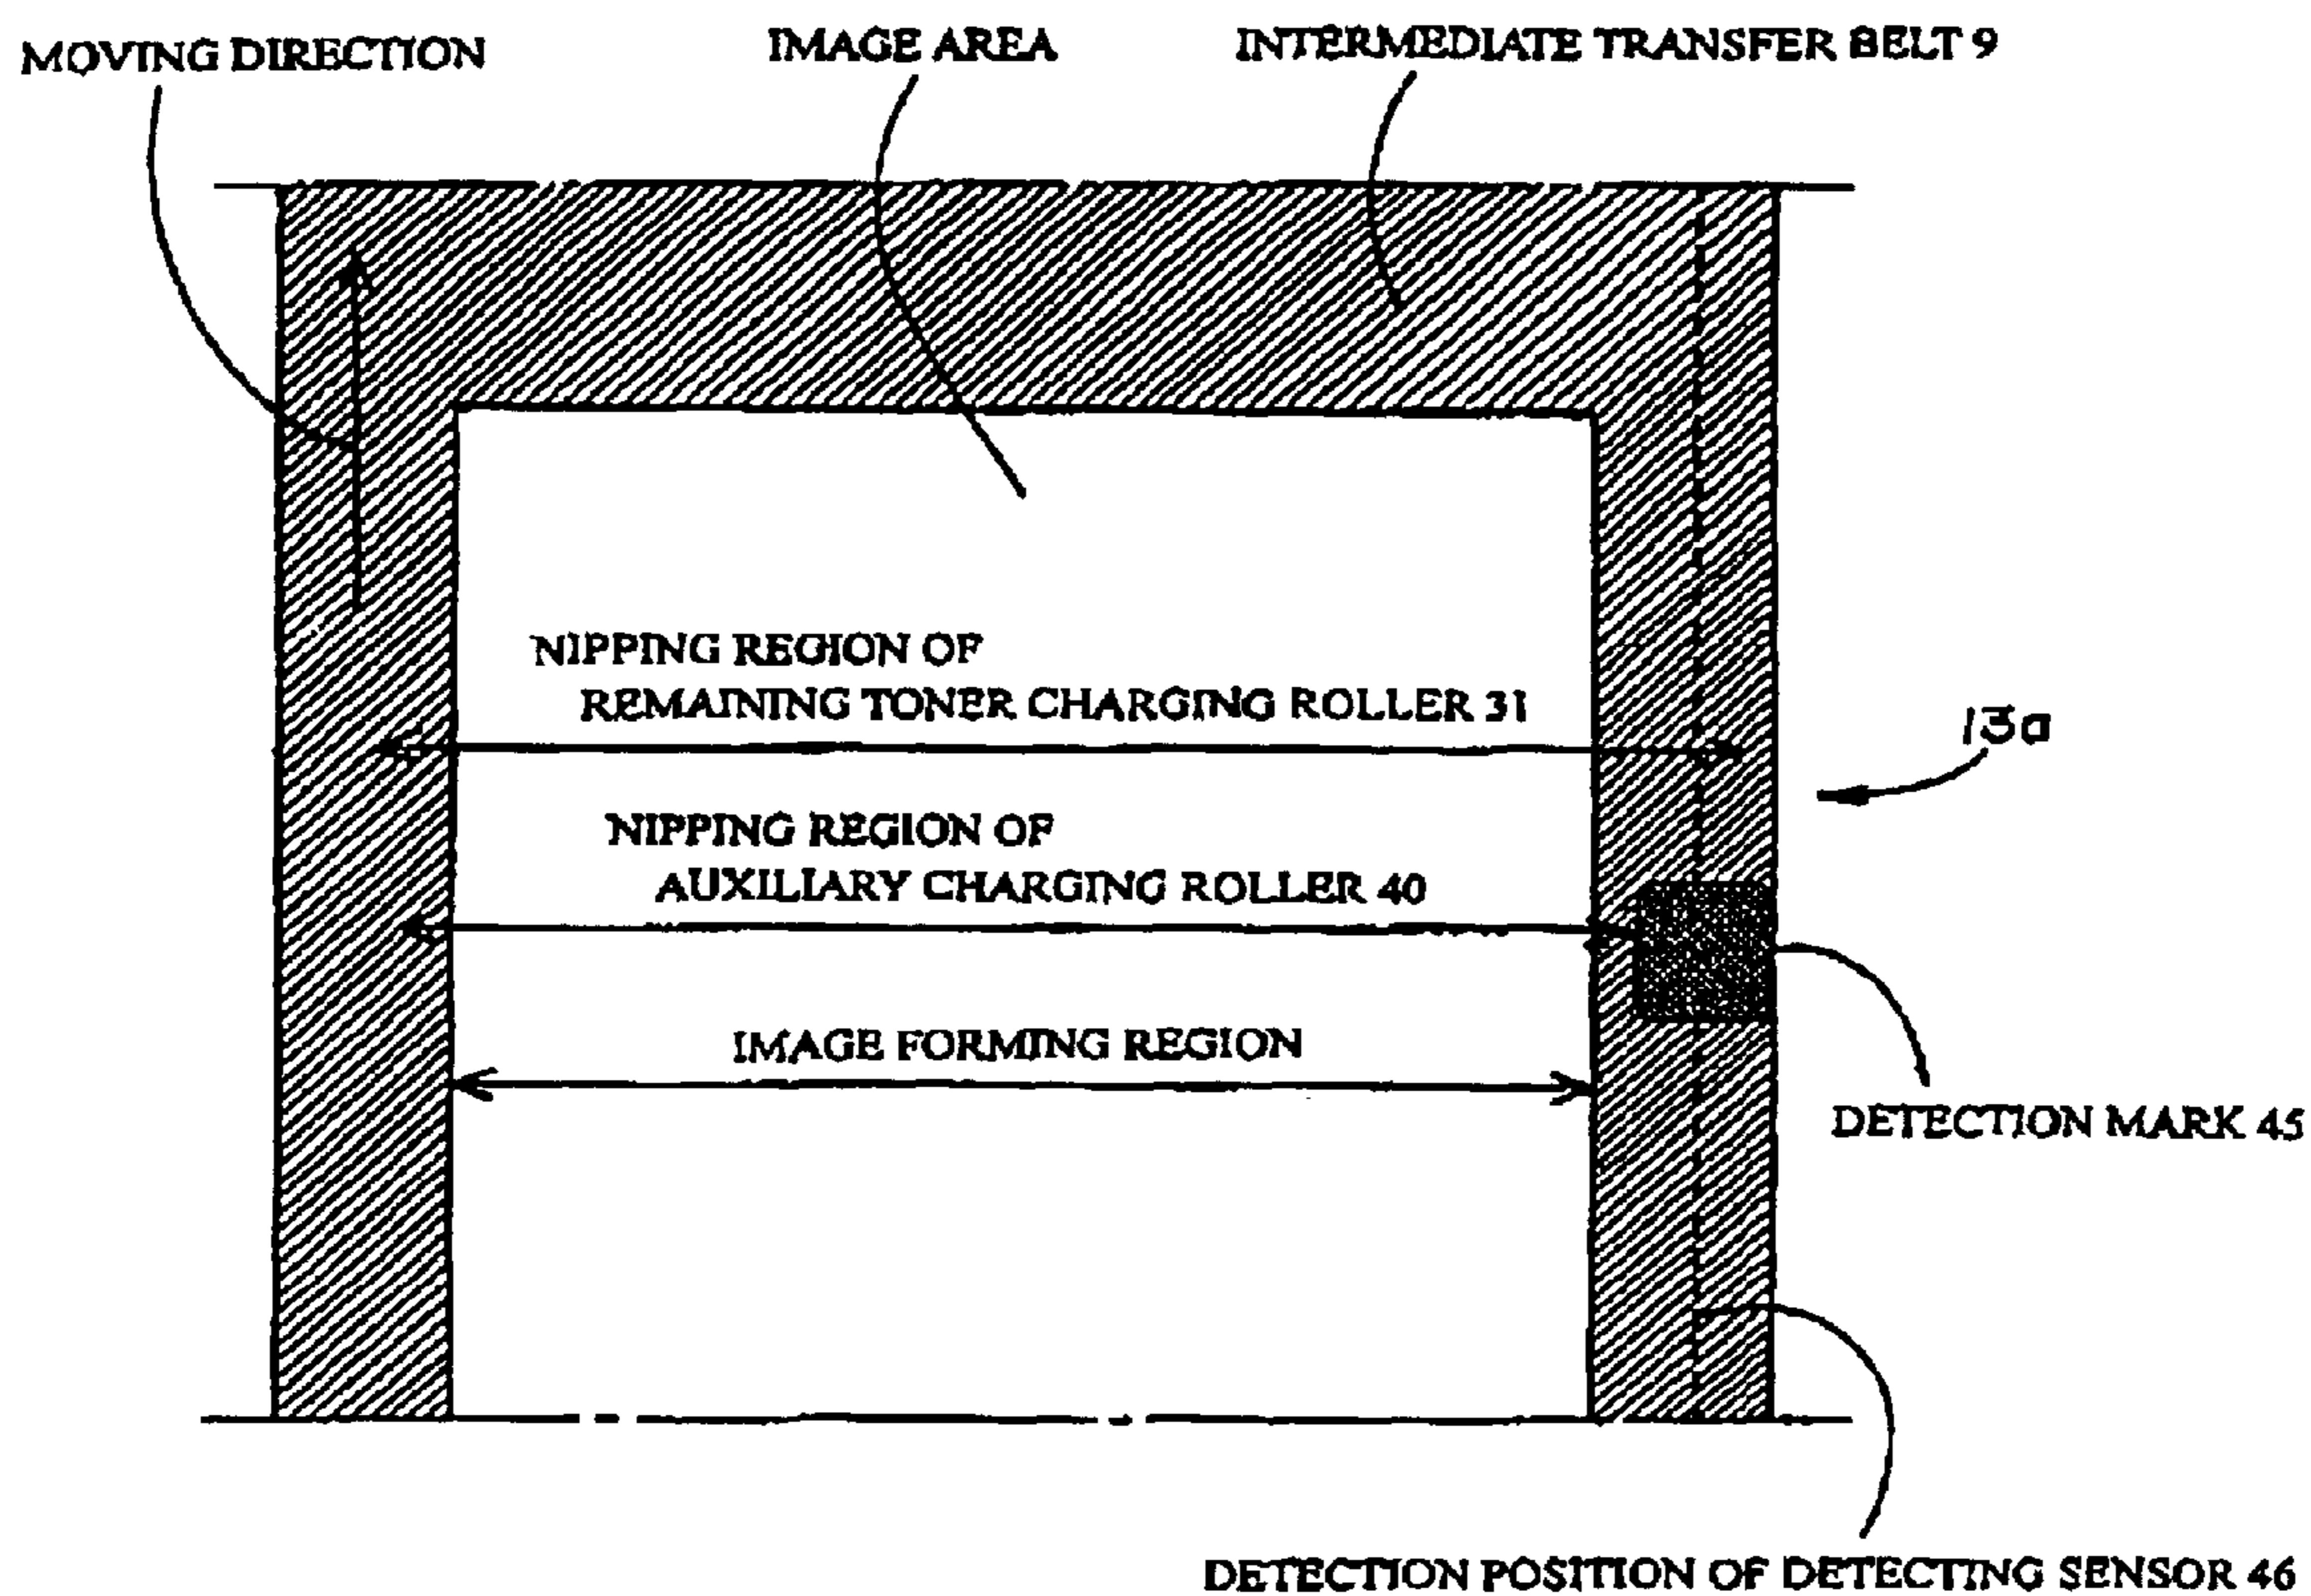 MOVING DIRECTION
IMAGE AREA
INTERMEDIATE TRANSFER BELT 9
NIPPING REGION OF
REMAINING TONER CHARGING ROLLER 31
13a
NIPPING REGION OF
AUXILIARY CHARGING ROLLER 40
IMAGE FORMING REGION
DETECTION MARK 45
DETECTION POSITION OF DETECTING SENSOR 46